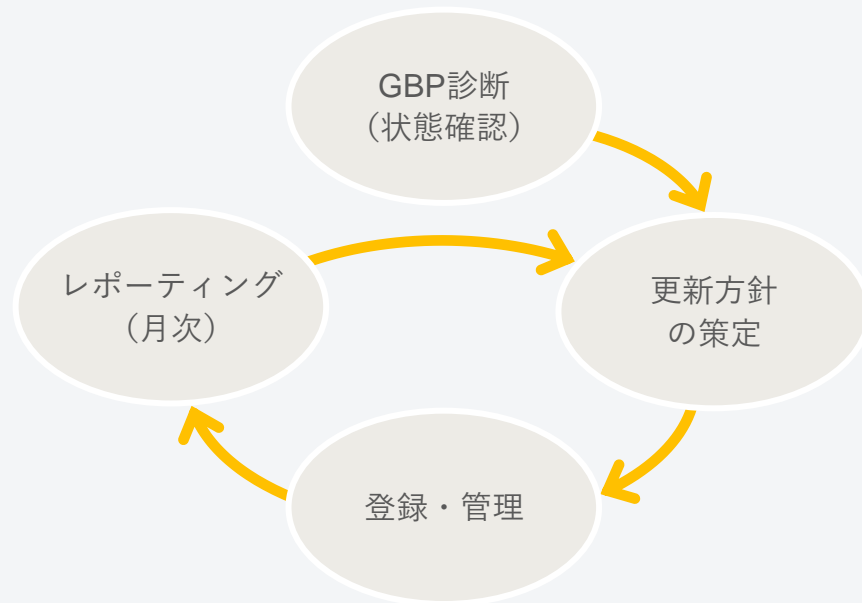 GBP診断
（状態確認）
レポーティング
（月次）
更新方針
の策定
登録・管理